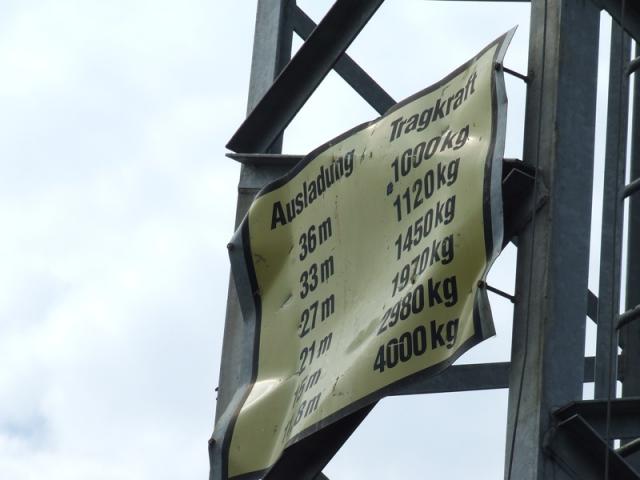 Ausladung Tragkraft
36 m 1000 kg
33 m 1120 kg
27 m 1450 kg
21 m 1970 kg
m 2980 kg
m 4000 kg